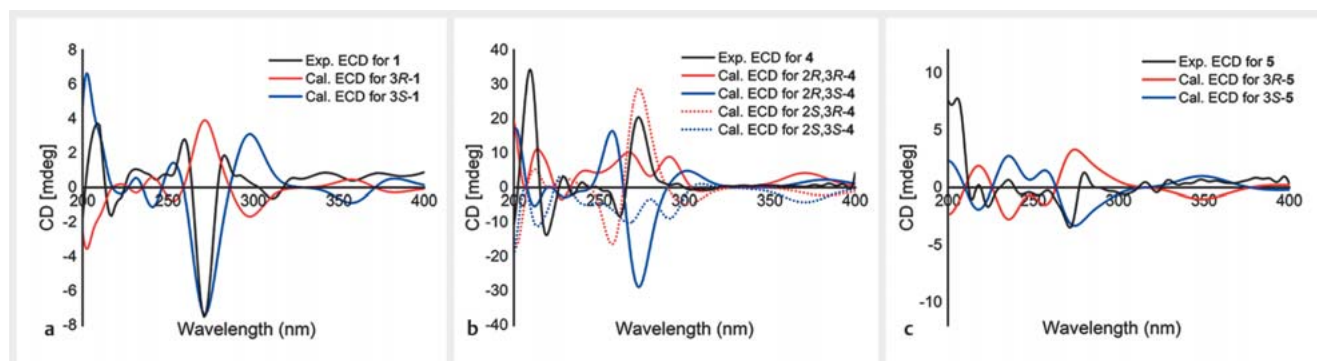 8
6
4
2
0
-2
-4
-6
-8
200
250
300
350
400
CD [mdeg]
Wavelength (nm)
Exp. ECD for 1
Cal. ECD for 3R-1
Cal. ECD for 3S-1
a
40
30
20
10
0
-10
-20
-30
-40
200
250
300
350
400
CD [mdeg]
Wavelength (nm)
Exp. ECD for 4
Cal. ECD for 2R,3R-4
Cal. ECD for 2R,3S-4
Cal. ECD for 2S,3R-4
Cal. ECD for 2S,3S-4
b
10
5
0
-5
-10
200
250
300
350
400
CD [mdeg]
Wavelength (nm)
Exp. ECD for 5
Cal. ECD for 3R-5
Cal. ECD for 3S-5
c